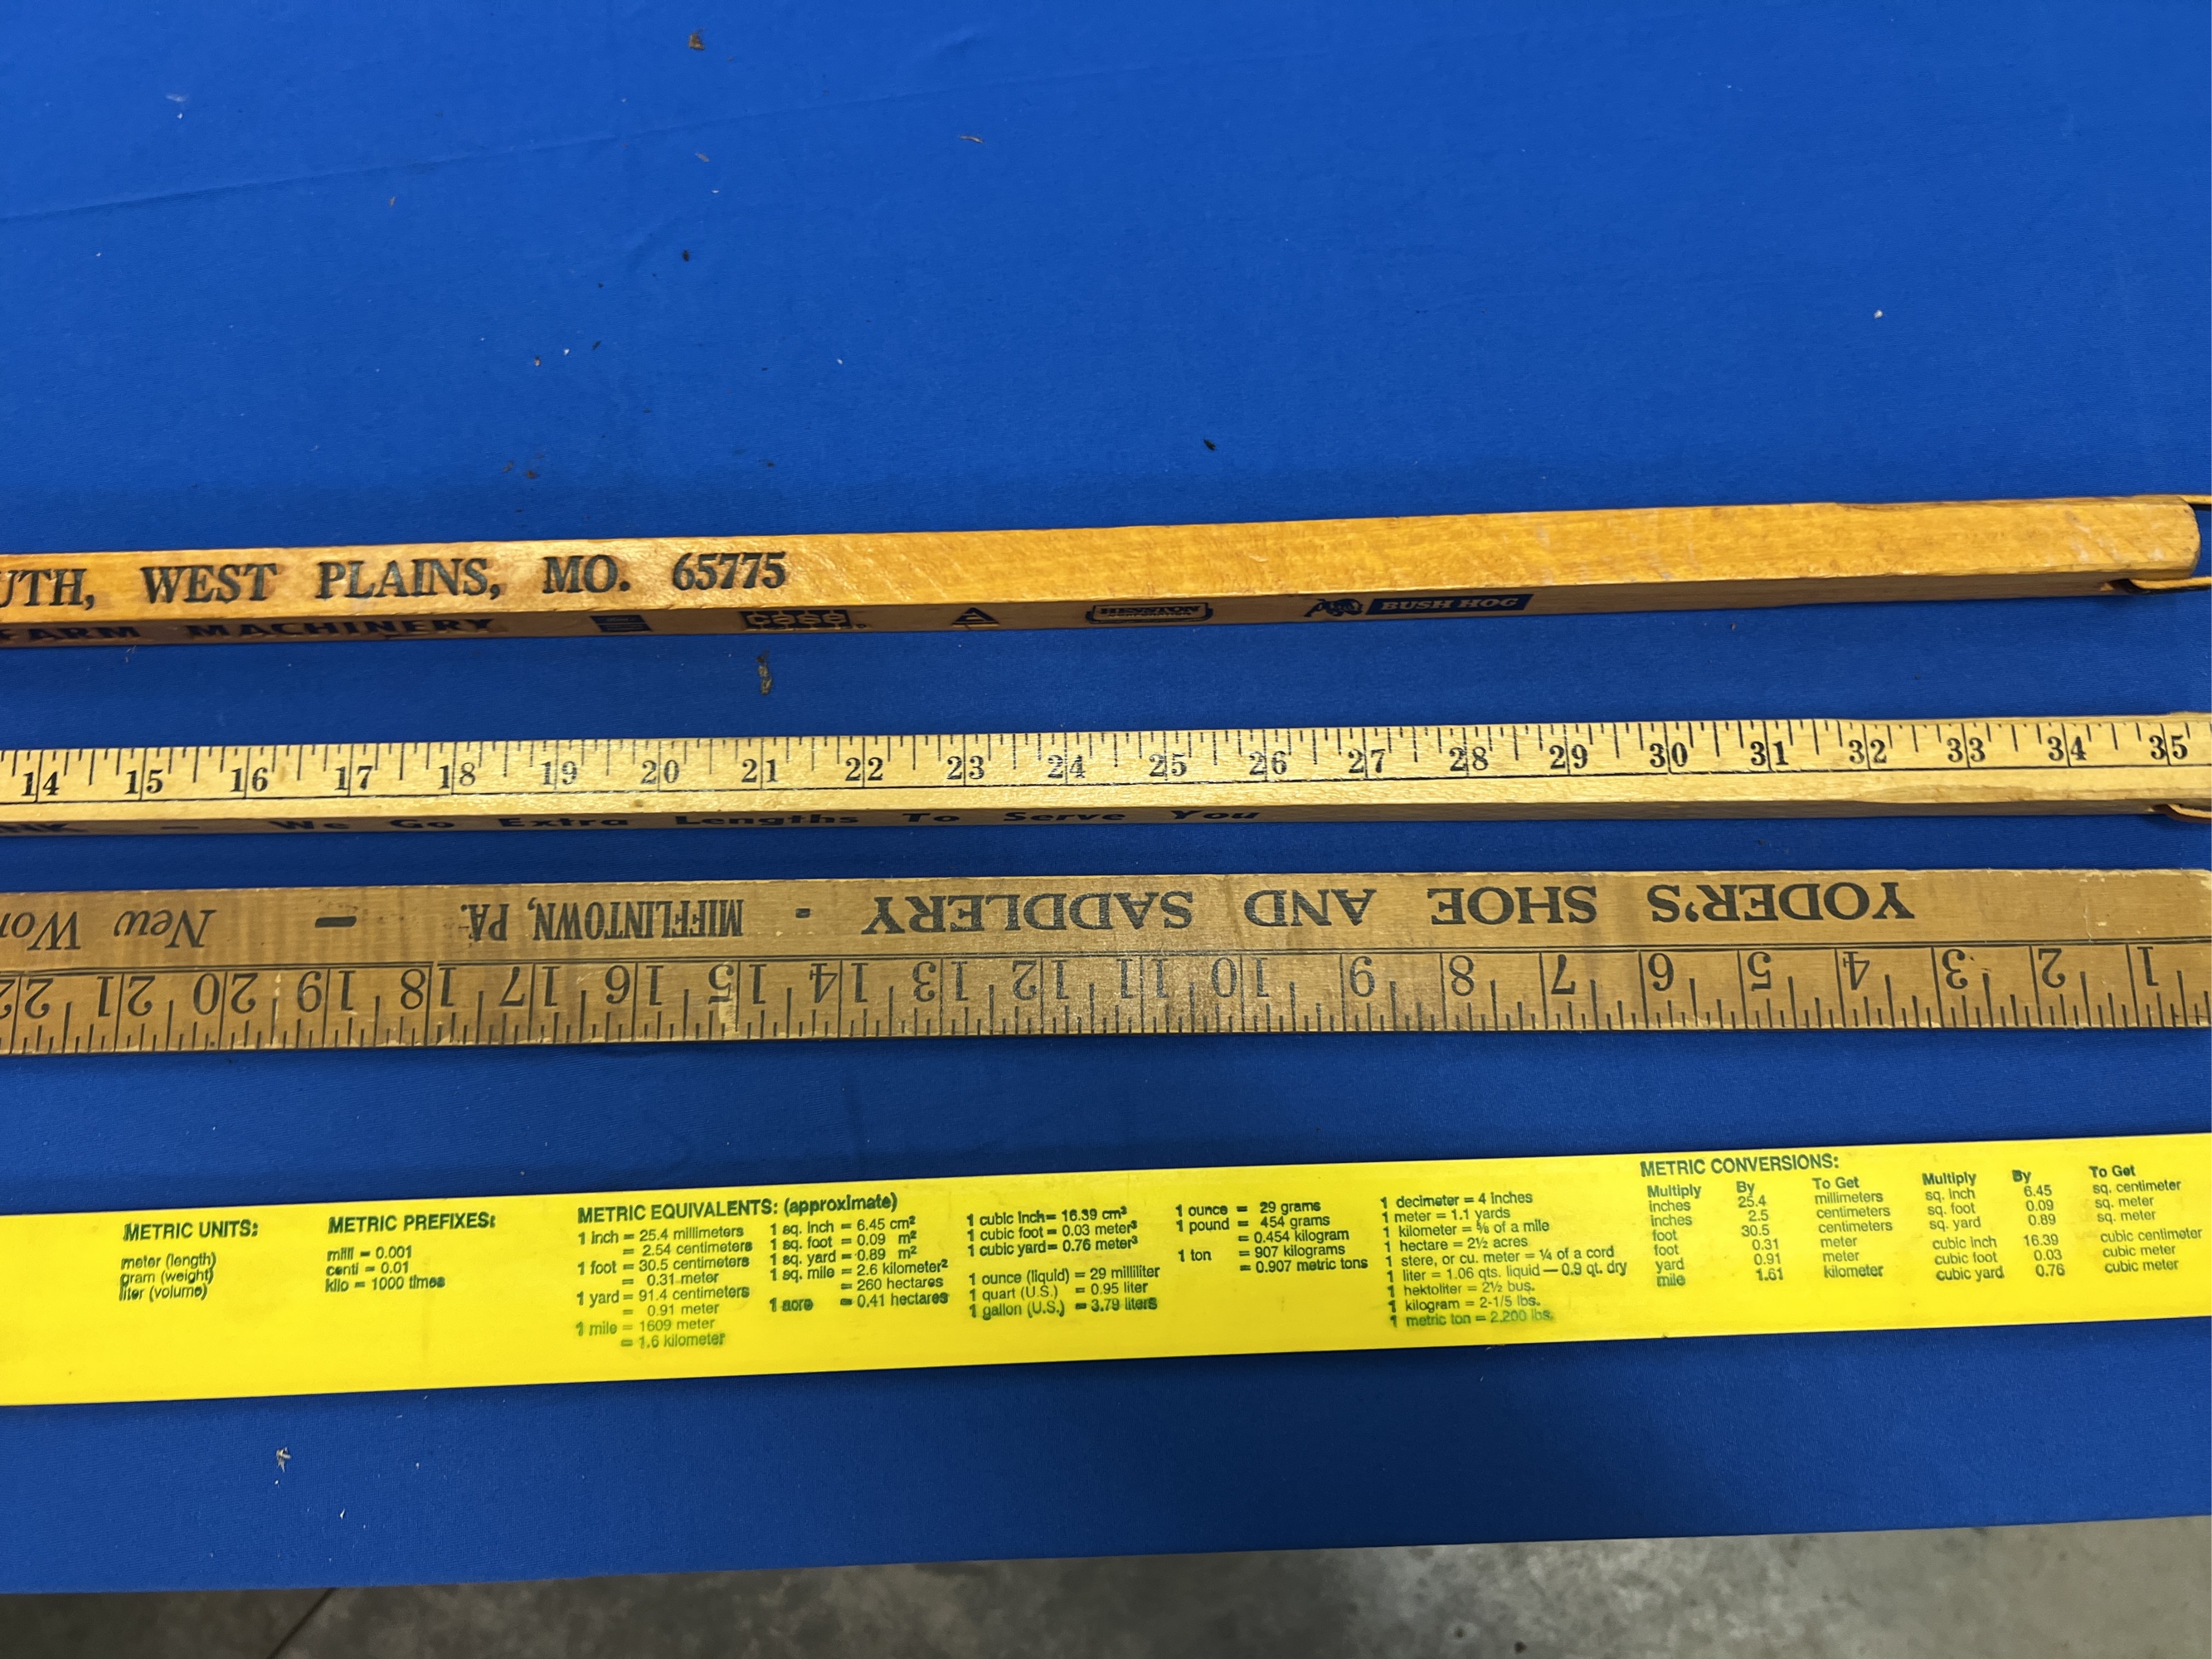 UTH, WEST PLAINS, MO. 65775
FARM MACHINERY case HESSTON BUSH HOG
14 15 16 17 18 19 20 21 22 23 24 25 26 27 28 29 30 31 32 33 34 35
NK - We Go Extra Lengths To Serve You
YODER'S SHOE AND SADDLERY - MIFFLINTOWN, PA. - New Wor
1 2 3 4 5 6 7 8 9 10 11 12 13 14 15 16 17 18 19 20 21 22
METRIC UNITS:
meter (length)
gram (weight)
liter (volume)
METRIC PREFIXES:
milli = 0.001
centi = 0.01
kilo = 1000 times
METRIC EQUIVALENTS: (approximate)
1 inch = 25.4 millimeters
= 2.54 centimeters
1 foot = 30.5 centimeters
= 0.31 meter
1 yard = 91.4 centimeters
= 0.91 meter
1 mile = 1609 meter
= 1.6 kilometer
1 sq. inch = 6.45 cm²
1 sq. foot = 0.09 m²
1 sq. yard = 0.89 m²
1 sq. mile = 2.6 kilometer²
= 260 hectares
1 acre = 0.41 hectares
1 cubic inch = 16.39 cm³
1 cubic foot = 0.03 meter³
1 cubic yard = 0.76 meter³
1 ounce (liquid) = 29 milliliter
1 quart (U.S.) = 0.95 liter
1 gallon (U.S.) = 3.79 liters
1 ounce = 29 grams
1 pound = 454 grams
= 0.454 kilogram
1 ton = 907 kilograms
= 0.907 metric tons
1 decimeter = 4 inches
1 meter = 1.1 yards
1 kilometer = ⅝ of a mile
1 hectare = 2½ acres
1 stere, or cu. meter = ¼ of a cord
1 liter = 1.06 qts. liquid — 0.9 qt. dry
1 hektoliter = 2½ bus.
1 kilogram = 2-1/5 lbs.
1 metric ton = 2,200 lbs.
METRIC CONVERSIONS:
Multiply By To Get
inches 25.4 millimeters
inches 2.5 centimeters
foot 30.5 centimeters
foot 0.31 meter
yard 0.91 meter
mile 1.61 kilometer
Multiply By To Get
sq. inch 6.45 sq. centimeter
sq. foot 0.09 sq. meter
sq. yard 0.89 sq. meter
cubic inch 16.39 cubic centimeter
cubic foot 0.03 cubic meter
cubic yard 0.76 cubic meter